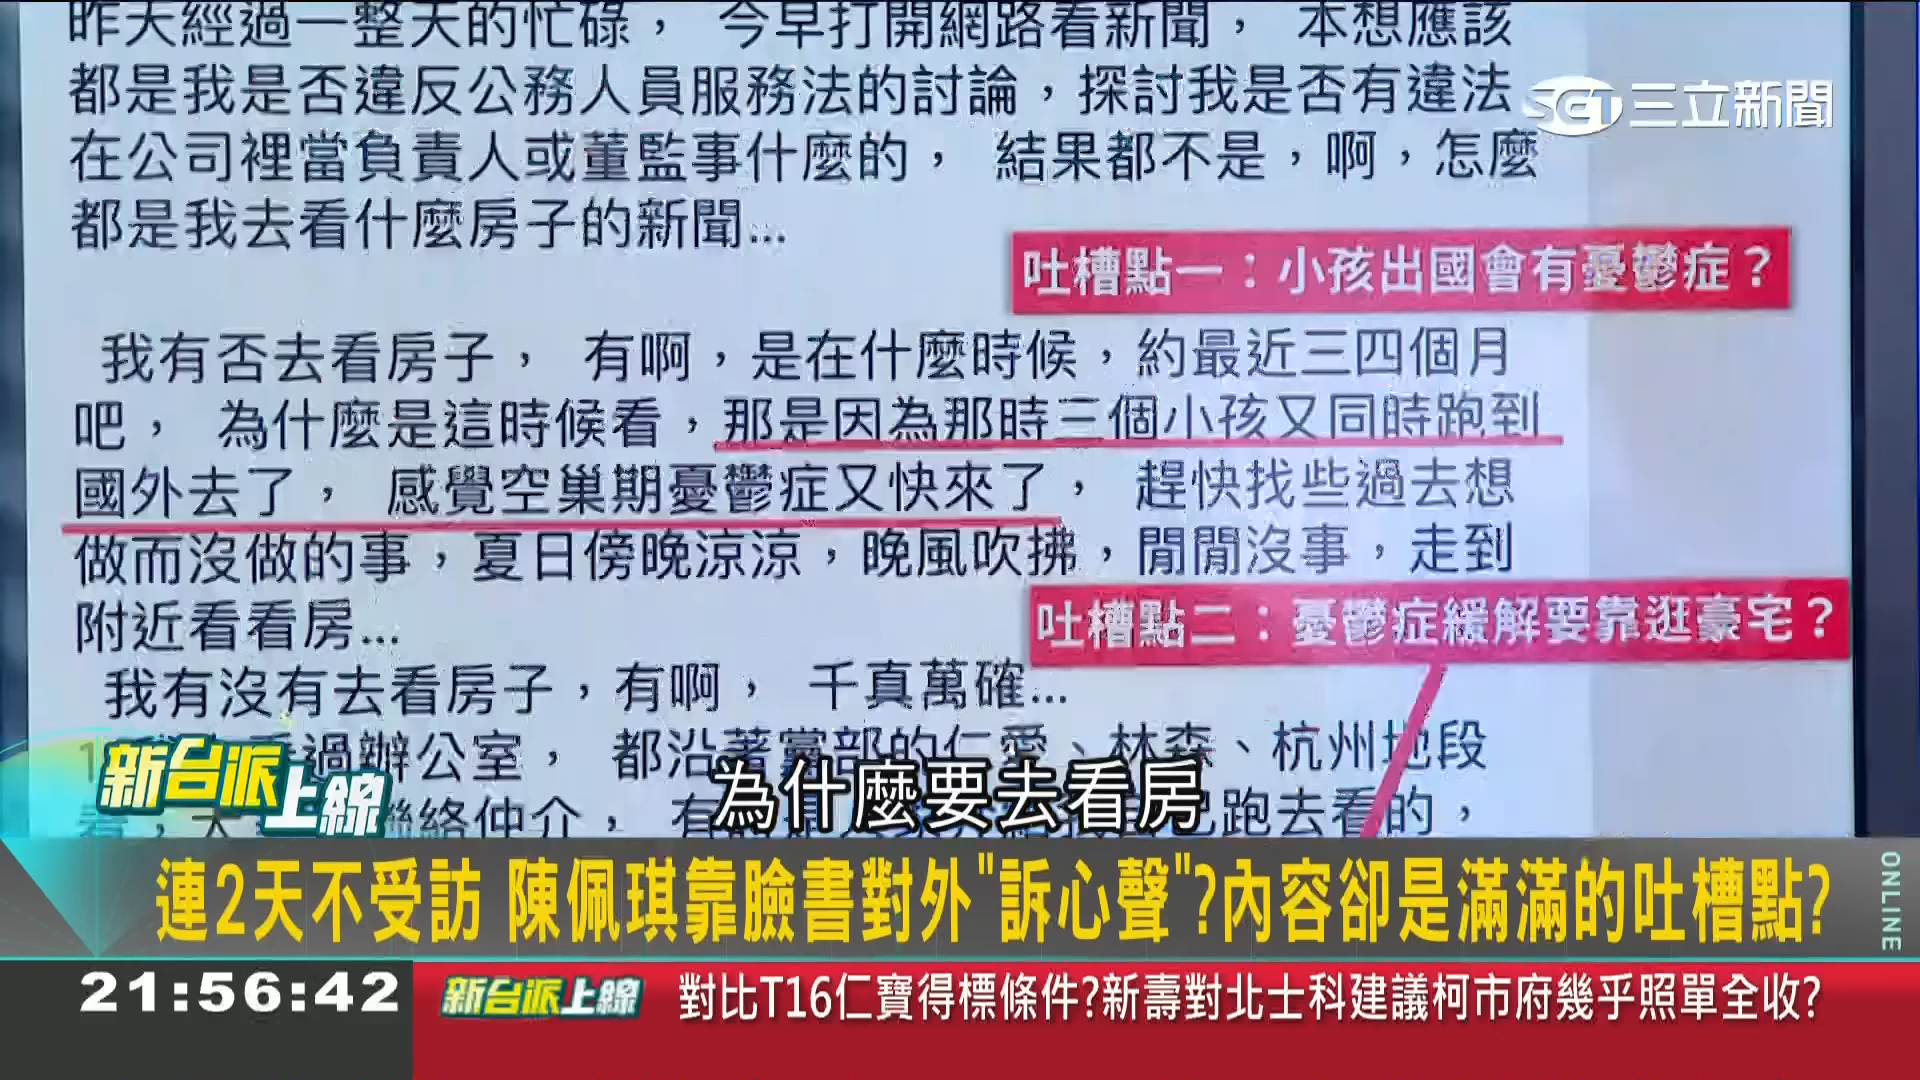 昨天經過一整天的忙碌， 今早打開網路看新聞， 本想應該
都是我是否違反公務人員服務法的討論，探討我是否有違法
在公司裡當負責人或董監事什麼的， 結果都不是，啊，怎麼
都是我去看什麼房子的新聞...
SET三立新聞
吐槽點一：小孩出國會有憂鬱症？
我有否去看房子， 有啊，是在什麼時候，約最近三四個月
吧， 為什麼是這時候看，那是因為那時三個小孩又同時跑到
國外去了， 感覺空巢期憂鬱症又快來了， 趕快找些過去想
做而沒做的事，夏日傍晚涼涼，晚風吹拂，閒閒沒事，走到
附近看看房...
吐槽點二：憂鬱症緩解要靠逛豪宅？
我有沒有去看房子，有啊， 千真萬確...
過辦公室， 都沿著黨部的仁愛、林森、杭州地段
聯絡仲介， 有 跑去看的，
新台派上線
為什麼要去看房
連2天不受訪 陳佩琪靠臉書對外"訴心聲"?內容卻是滿滿的吐槽點?
ONLINE
21:56:42
新台派上線
對比T16仁寶得標條件?新壽對北士科建議柯市府幾乎照單全收?